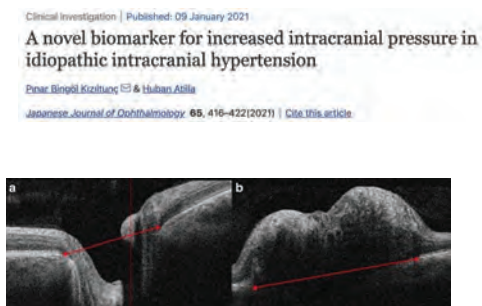 Clinical Investigation | Published: 09 January 2021
A novel biomarker for increased intracranial pressure in
idiopathic intracranial hypertension
Pınar Bingöl Kızıltunç & Huban Atilla
Japanese Journal of Ophthalmology 65, 416–422(2021) | Cite this article
a b